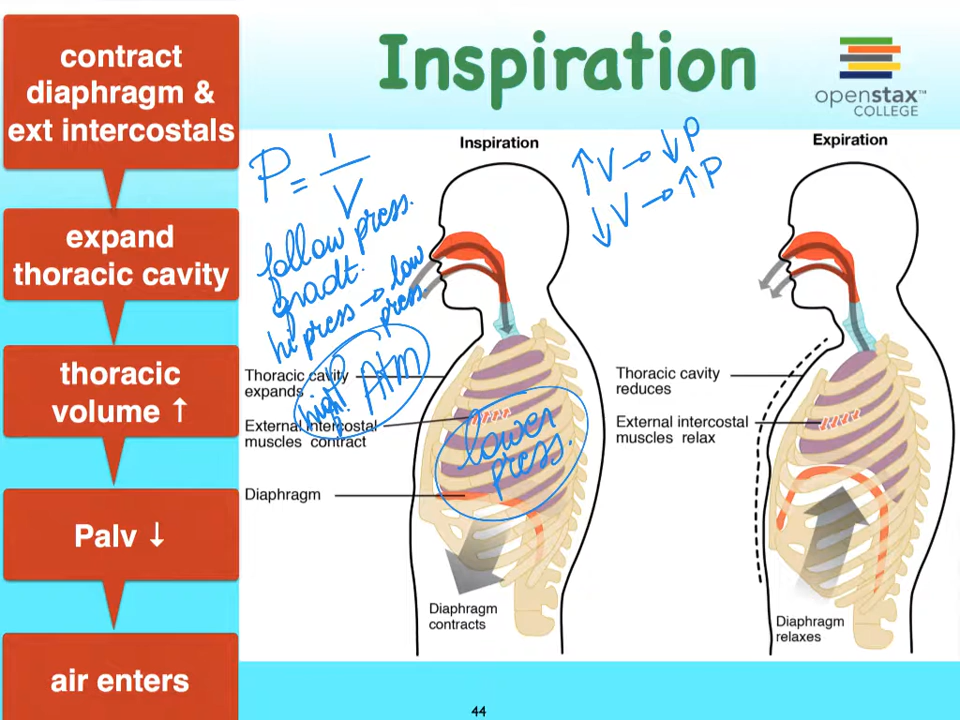 contract
diaphragm &
ext intercostals
expand
thoracic cavity
thoracic
volume ↑
Palv ↓
air enters
Inspiration
openstax™
COLLEGE
Inspiration
P = 1
V
follow press.
gradt.
hi press → low
press.
high
p.
Atm
↑V → ↓P
↓V → ↑P
Thoracic cavity
expands
External intercostal
muscles contract
lower
press.
Diaphragm
Diaphragm
contracts
Expiration
Thoracic cavity
reduces
External intercostal
muscles relax
Diaphragm
relaxes
44